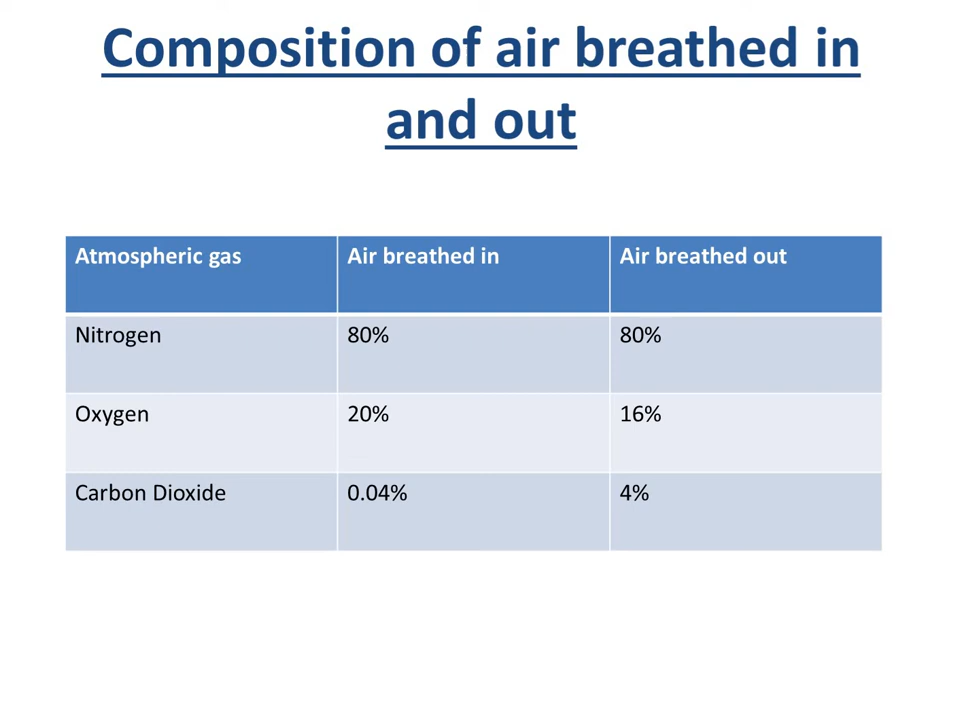 Composition of air breathed in
and out
Atmospheric gas Air breathed in Air breathed out
Nitrogen 80% 80%
Oxygen 20% 16%
Carbon Dioxide 0.04% 4%